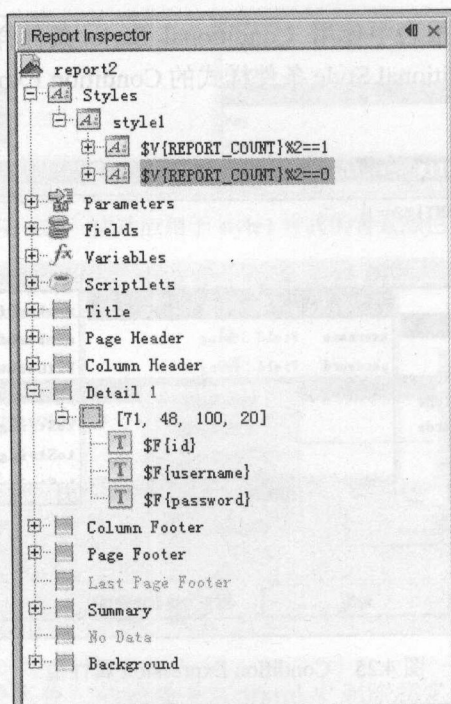 Report Inspector
report2
Styles
style1
$V{REPORT_COUNT}%2==1
$V{REPORT_COUNT}%2==0
Parameters
Fields
fx Variables
Scriptlets
Title
Page Header
Column Header
Detail 1
[71, 48, 100, 20]
T $F{id}
T $F{username}
T $F{password}
Column Footer
Page Footer
Last Page Footer
Summary
No Data
Background